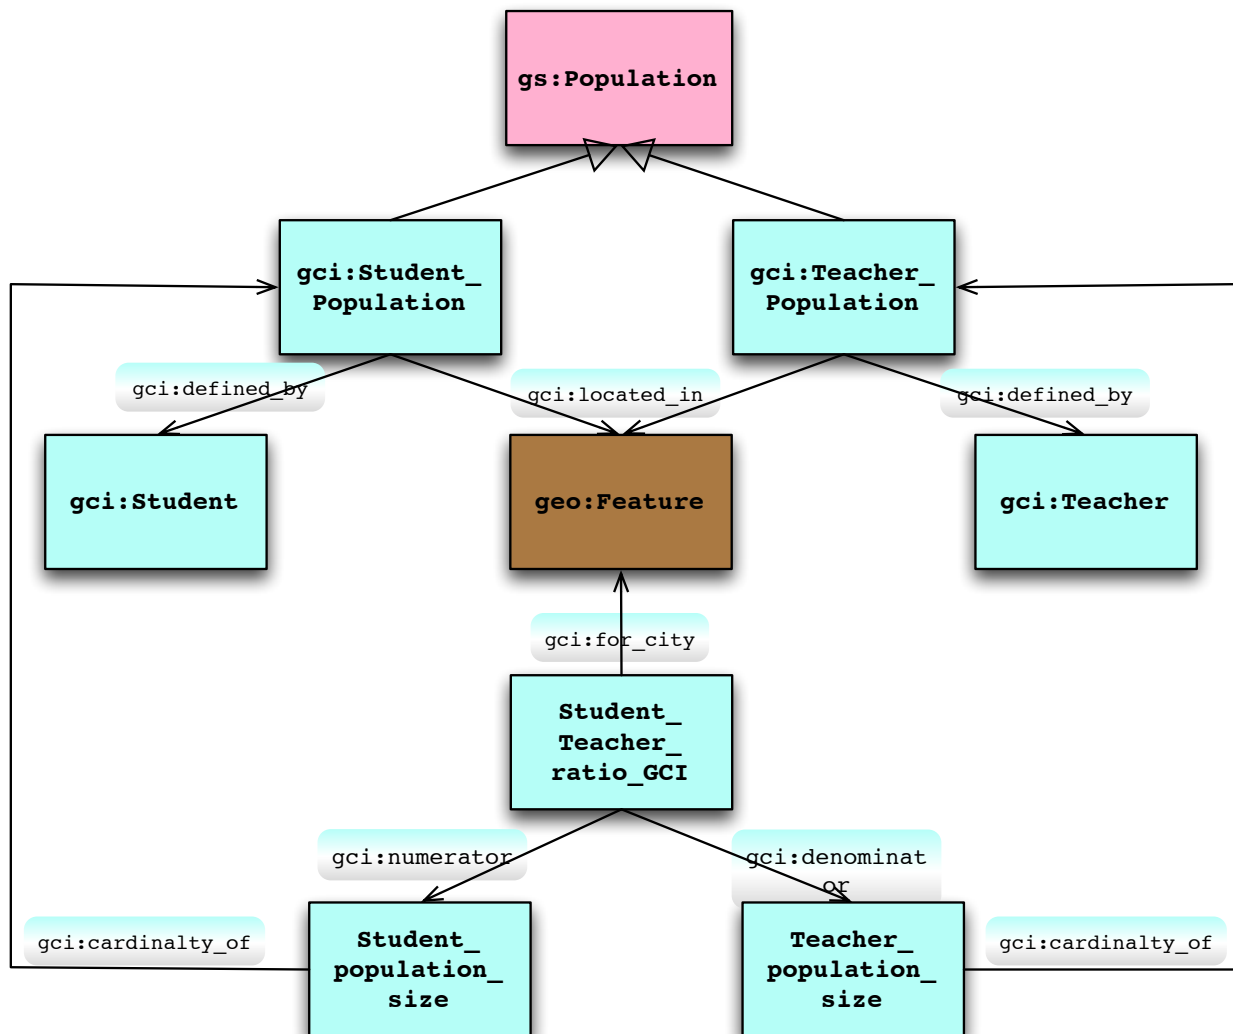 gs:Population
gci:Student_
Population
gci:Teacher_
Population
gci:defined_by
gci:located_in
gci:defined_by
gci:Student
geo:Feature
gci:Teacher
gci:for_city
Student_
Teacher_
ratio_GCI
gci:numerator
gci:denominat
or
gci:cardinalty_of
Student_
population_
size
Teacher_
population_
size
gci:cardinalty_of